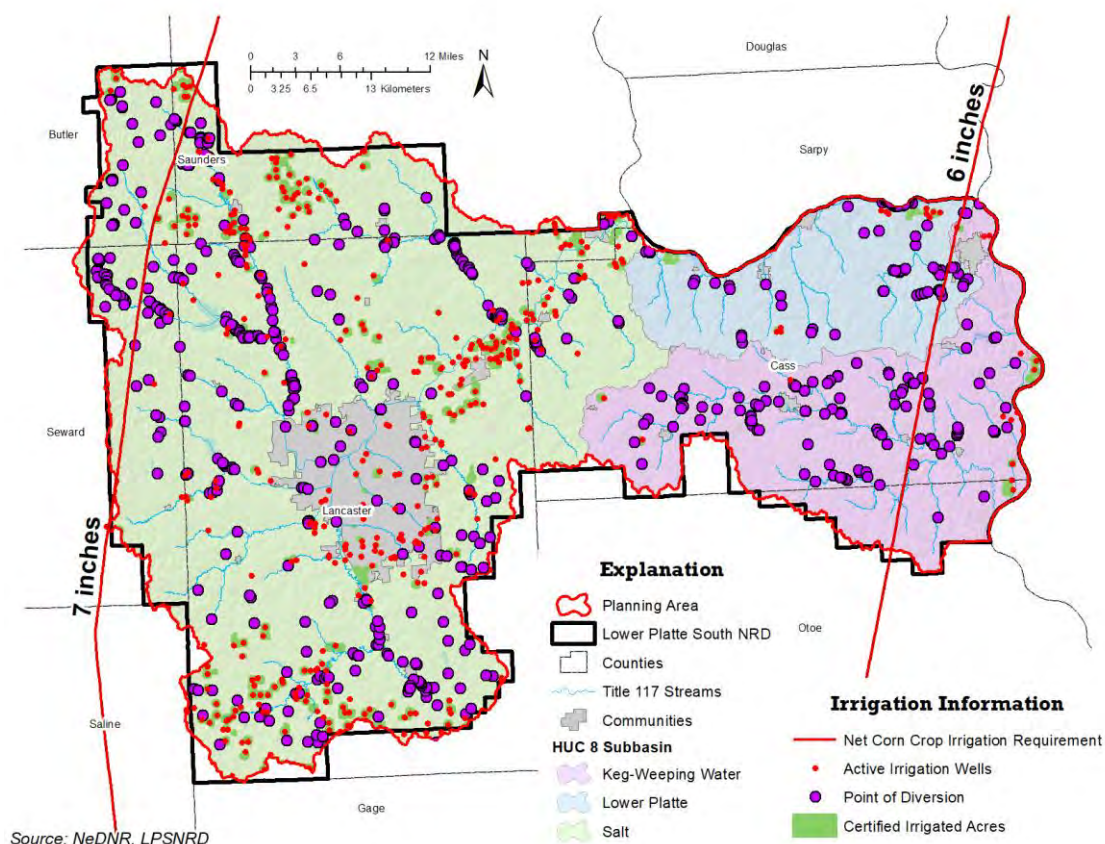 0 3 6 12 Miles
0 3.25 6.5 13 Kilometers
N
Douglas
Sarpy
Butler
Saunders
6 inches
Cass
Seward
Lancaster
7 inches
Otoe
Saline
Gage
Explanation
Planning Area
Lower Platte South NRD
Counties
Title 117 Streams
Communities
HUC 8 Subbasin
Keg-Weeping Water
Lower Platte
Salt
Irrigation Information
Net Corn Crop Irrigation Requirement
Active Irrigation Wells
Point of Diversion
Certified Irrigated Acres
Source: NeDNR, LPSNRD